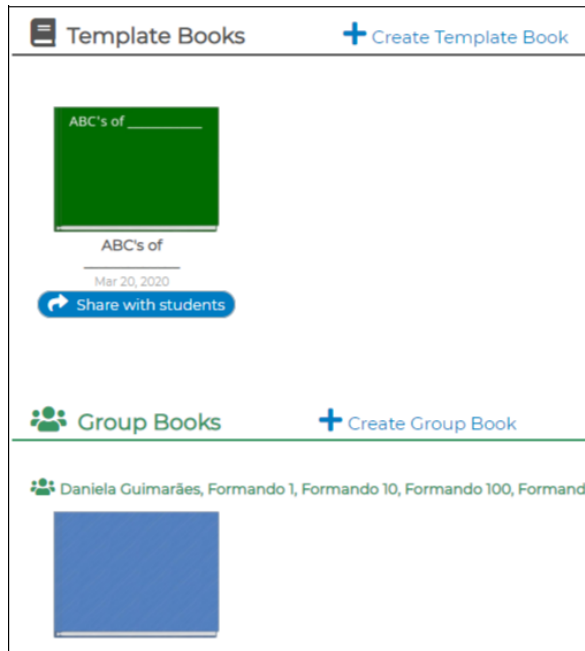 Template Books
Create Template Book
ABC's of __________
ABC's of
__________
Mar 20, 2020
Share with students
Group Books
Create Group Book
Daniela Guimarães, Formando 1, Formando 10, Formando 100, Formand